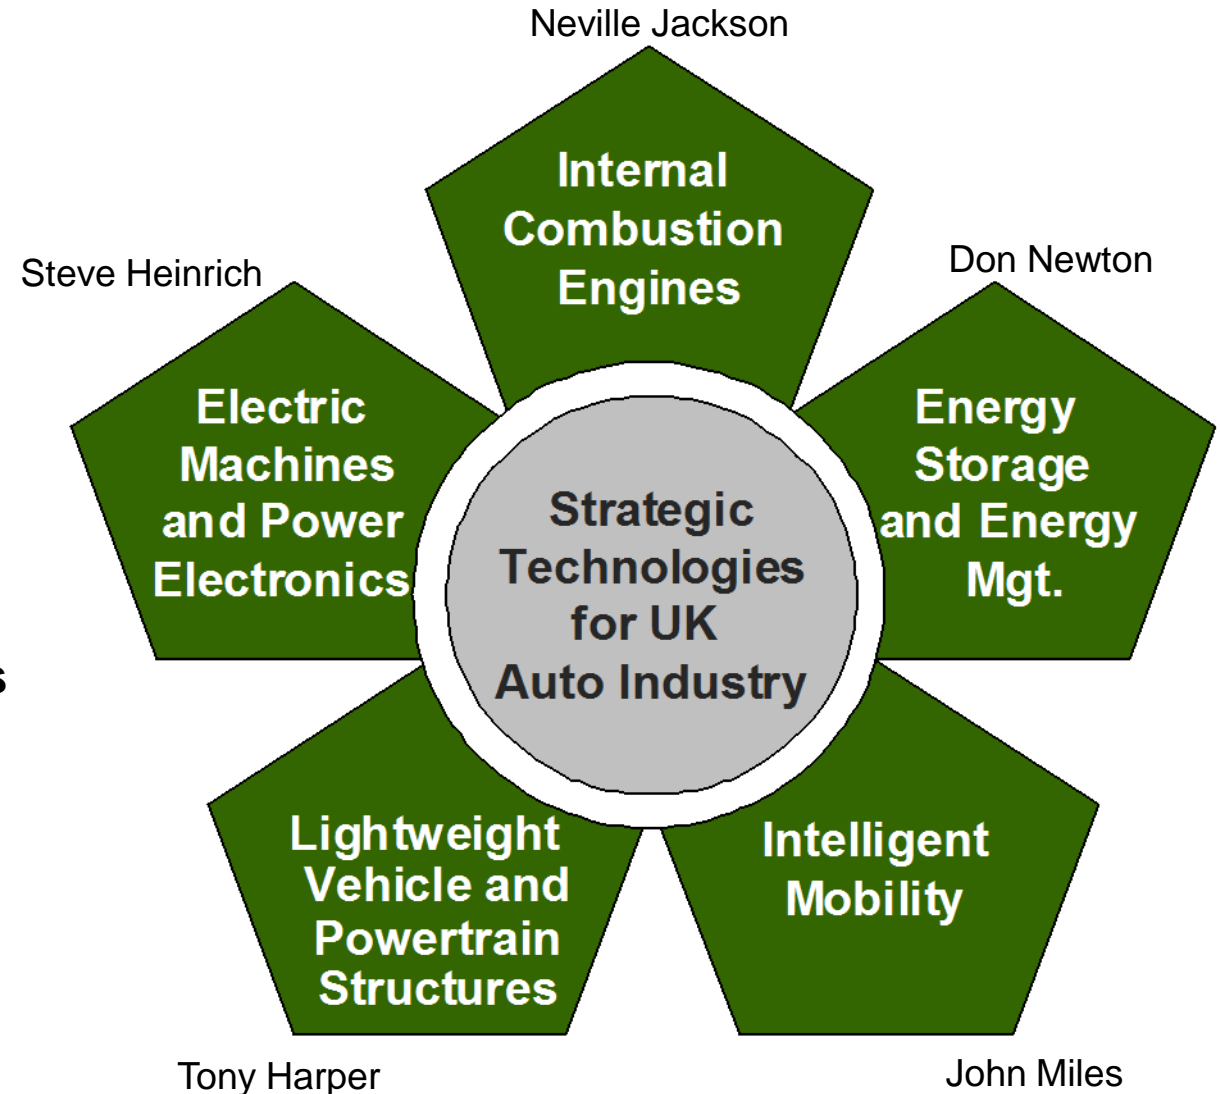 Neville Jackson
Internal
Combustion
Engines
Steve Heinrich
Don Newton
Electric
Machines
and Power
Electronics
Energy
Storage
and Energy
Mgt.
Strategic
Technologies
for UK
Auto Industry
s
Lightweight
Vehicle and
Powertrain
Structures
Intelligent
Mobility
Tony Harper
John Miles